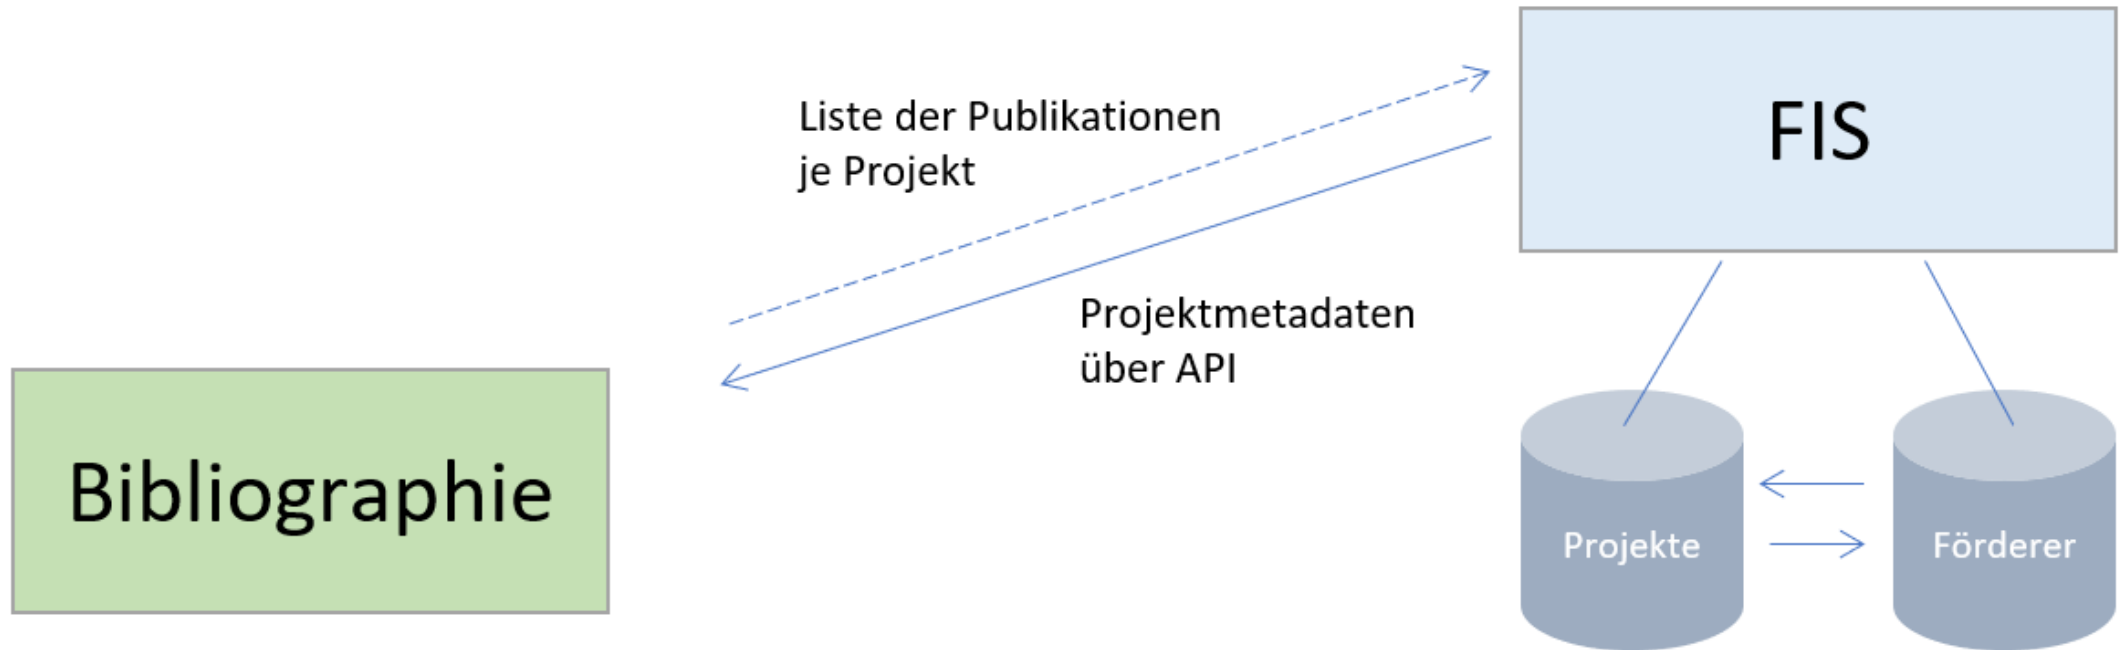 Liste der Publikationen
je Projekt
FIS
Projektmetadaten
über API
Bibliographie
Projekte
Förderer